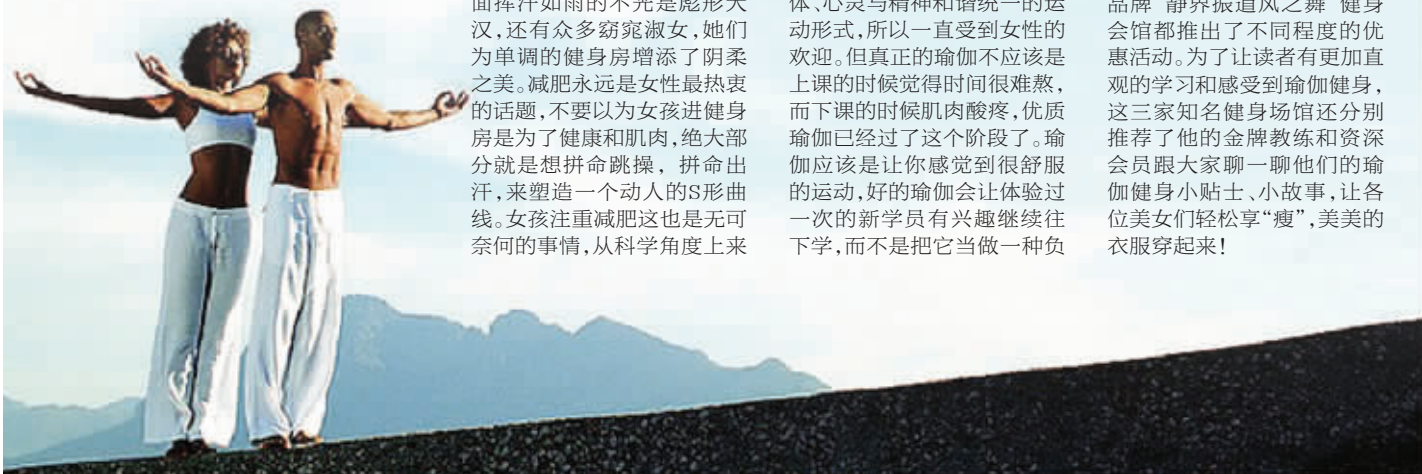 面挥汗如雨的不光是彪形大
汉,还有众多窈窕淑女,她们
为单调的健身房增添了阴柔
之美。减肥永远是女性最热衷
的话题,不要以为女孩进健身
房是为了健康和肌肉,绝大部
分就是想拼命跳操，拼命出
汗,来塑造一个动人的S形曲
线。女孩注重减肥这也是无可
奈何的事情,从科学角度上来
体、心灵与精神和谐统一的运
动形式,所以一直受到女性的
欢迎。但真正的瑜伽不应该是
上课的时候觉得时间很难熬,
而下课的时候肌肉酸疼,优质
瑜伽已经过了这个阶段了。瑜
伽应该是让你感觉到很舒服
的运动,好的瑜伽会让体验过
一次的新学员有兴趣继续往
下学,而不是把它当做一种负
品牌“静界振道风之舞”健身
会馆都推出了不同程度的优
惠活动。为了让读者有更加直
观的学习和感受到瑜伽健身,
这三家知名健身场馆还分别
推荐了他的金牌教练和资深
会员跟大家聊一聊他们的瑜
伽健身小贴士、小故事,让各
位美女们轻松享“瘦”,美美的
衣服穿起来!